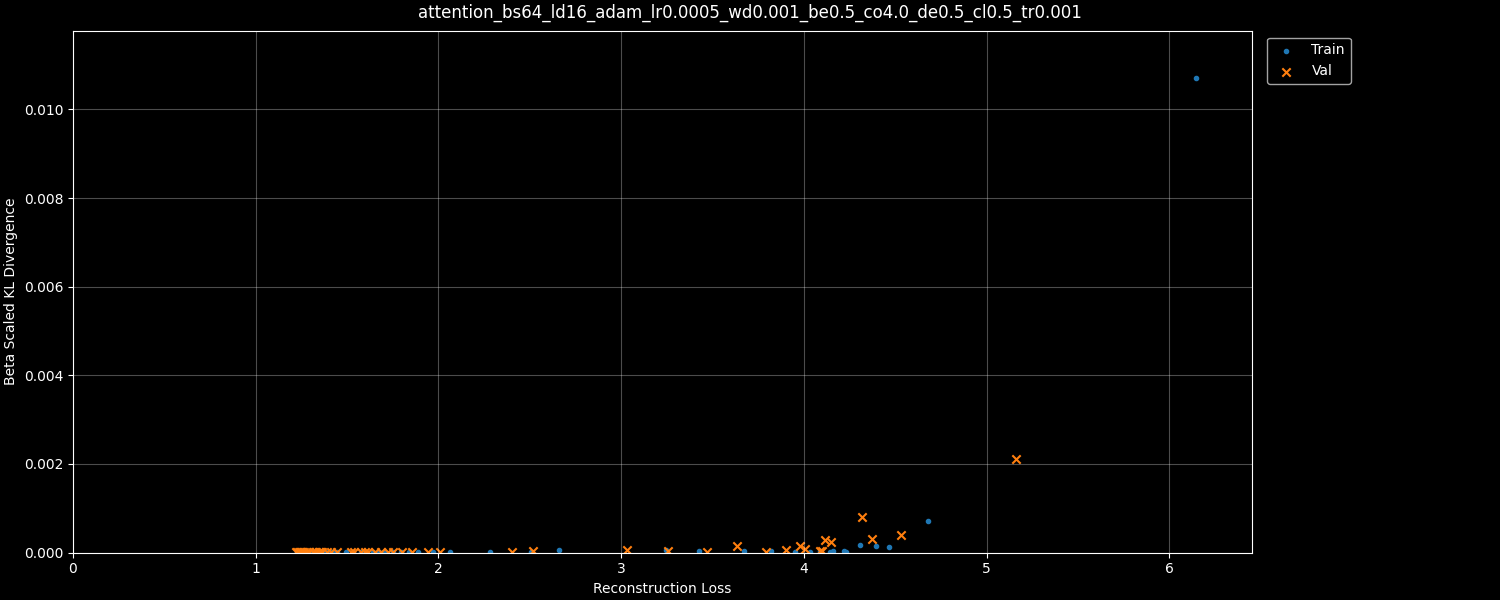 attention_bs64_ld16_adam_lr0.0005_wd0.001_be0.5_co4.0_de0.5_cl0.5_tr0.001
Train
Val
0.010
0.008
0.006
0.004
0.002
0.000
Beta Scaled KL Divergence
0 1 2 3 4 5 6
Reconstruction Loss